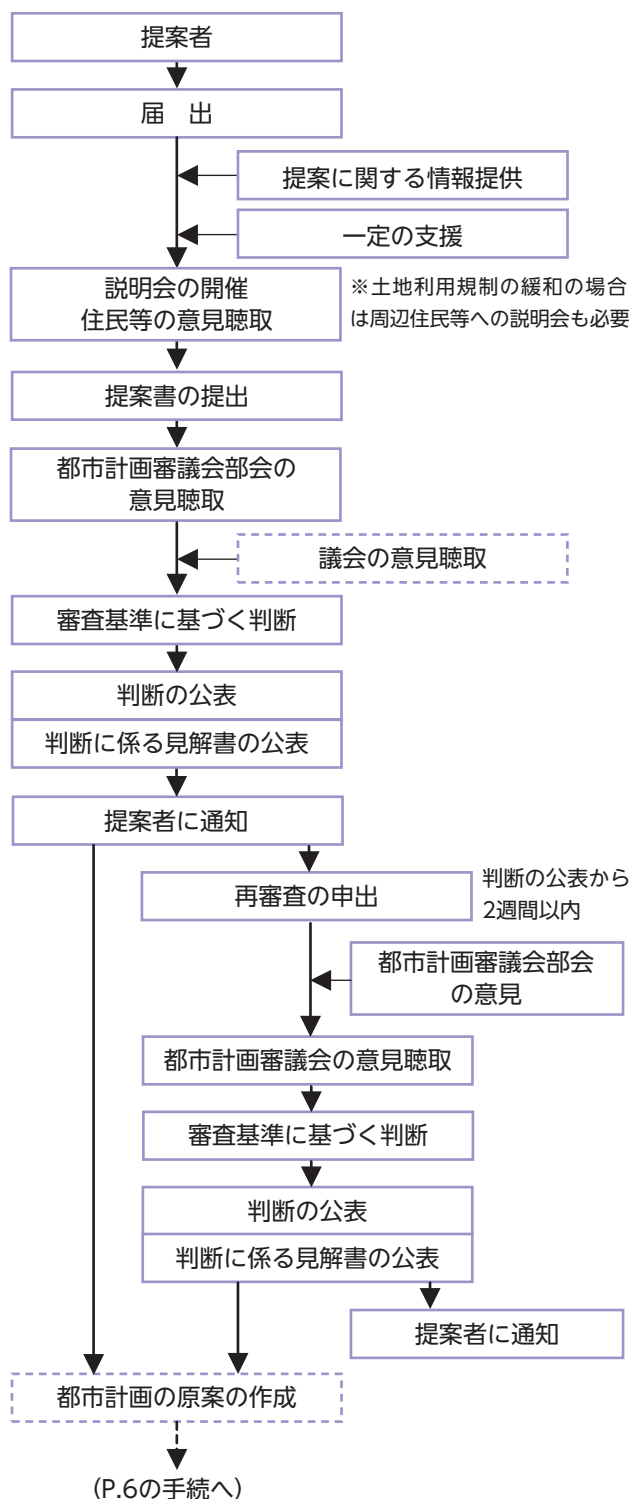 提案者
届　出
提案に関する情報提供
一定の支援
説明会の開催
住民等の意見聴取
※土地利用規制の緩和の場合
は周辺住民等への説明会も必要
提案書の提出
都市計画審議会部会の
意見聴取
議会の意見聴取
審査基準に基づく判断
判断の公表
判断に係る見解書の公表
提案者に通知
再審査の申出
判断の公表から
2週間以内
都市計画審議会部会
の意見
都市計画審議会の意見聴取
審査基準に基づく判断
判断の公表
判断に係る見解書の公表
提案者に通知
都市計画の原案の作成
(P.6の手続へ)